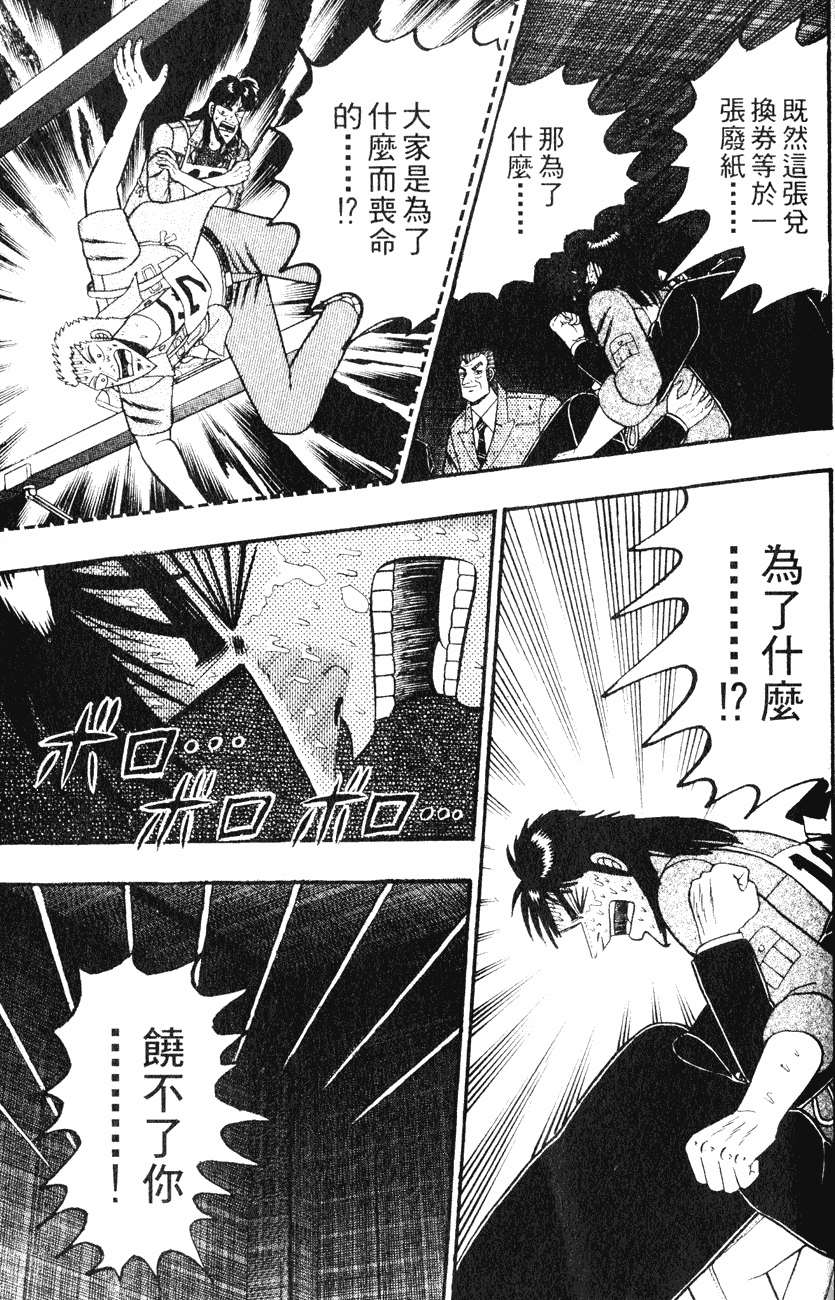 既然這張兌
換券等於一
張廢紙……
那為了
什麼……
大家是為了
什麼而喪命
的……!?
為了什麼
…………!?
ボロ…
ボロボロ…
饒不了你
…………!